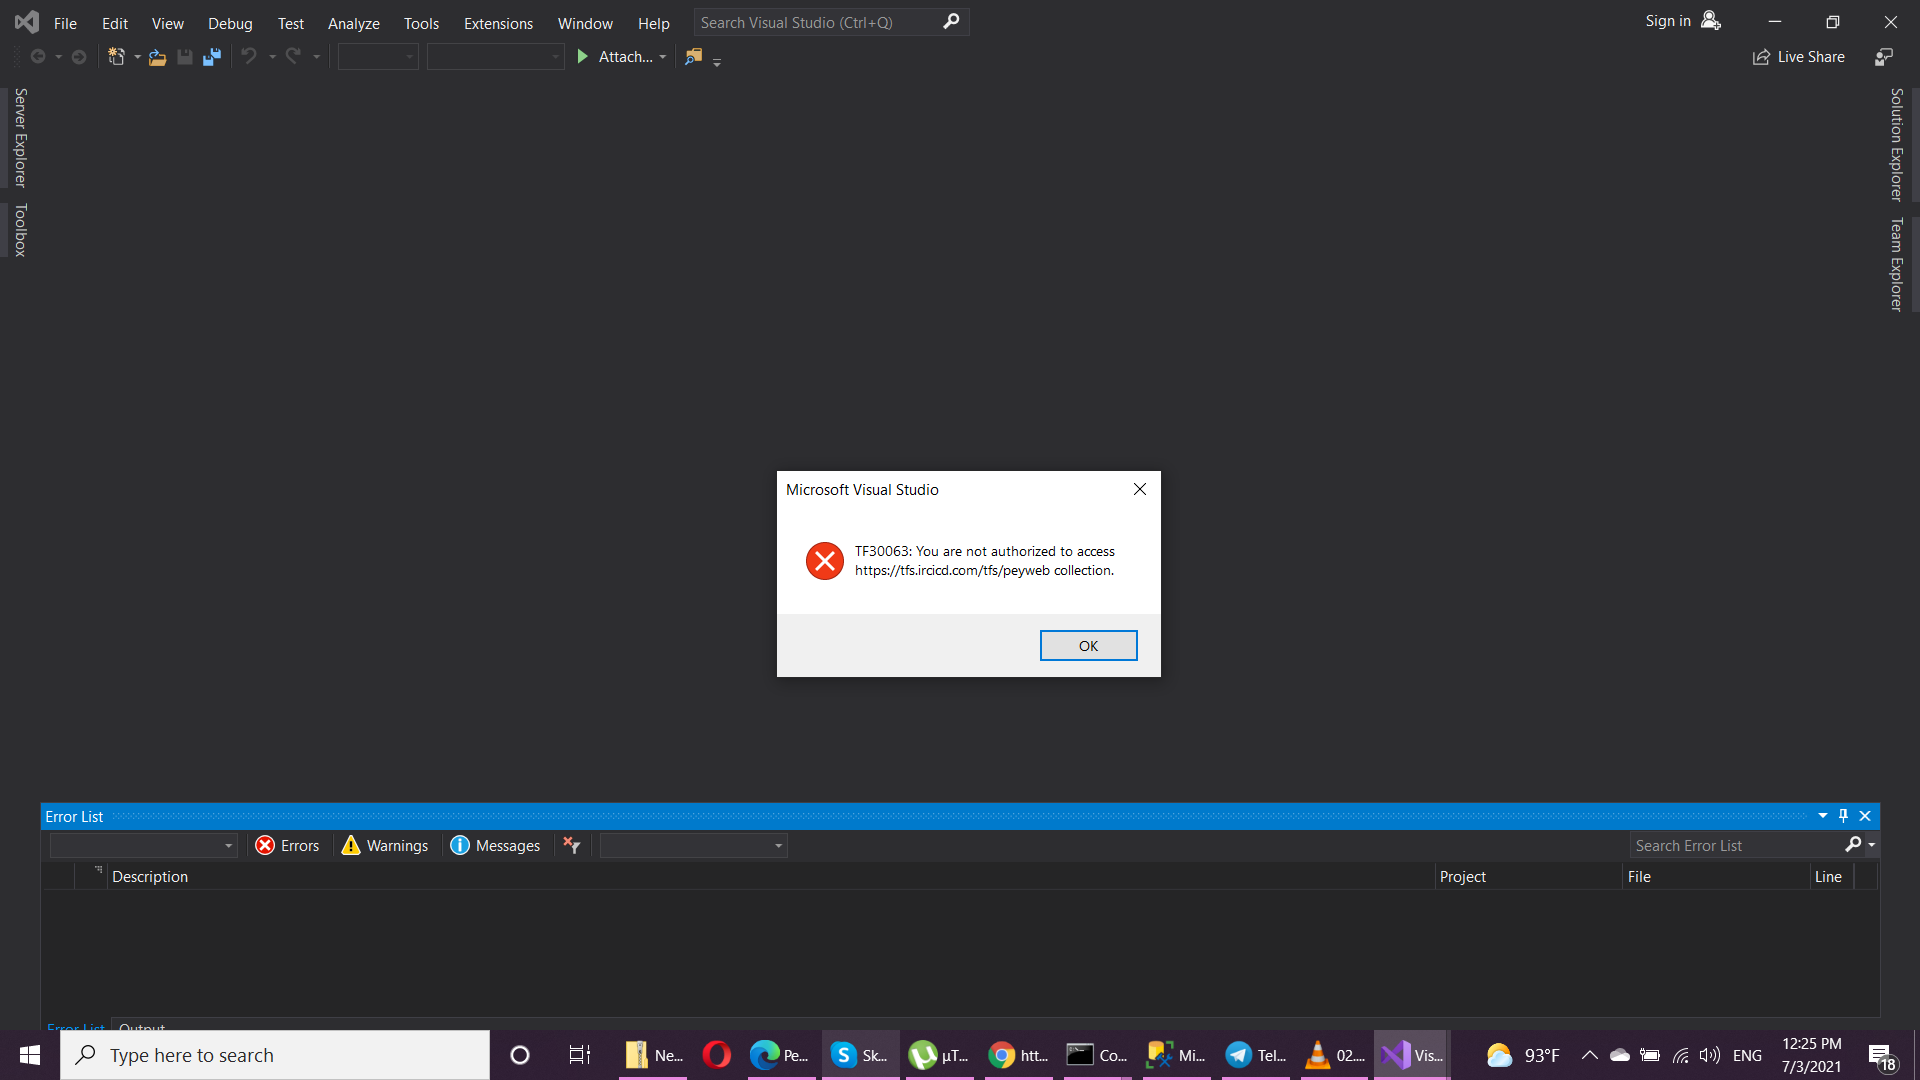 File Edit View Debug Test Analyze Tools Extensions Window Help Search Visual Studio (Ctrl+Q) Sign in
Attach... Live Share
Server Explorer
Toolbox
Solution Explorer
Team Explorer
Microsoft Visual Studio
TF30063: You are not authorized to access
https://tfs.ircicd.com/tfs/peyweb collection.
OK
Error List
Errors Warnings Messages Search Error List
Description Project File Line
Error List Output
Type here to search Ne... Pe... Sk... µT... htt... Co... Mi... Tel... 02.... Vis... 93°F ENG 12:25 PM
7/3/2021 18